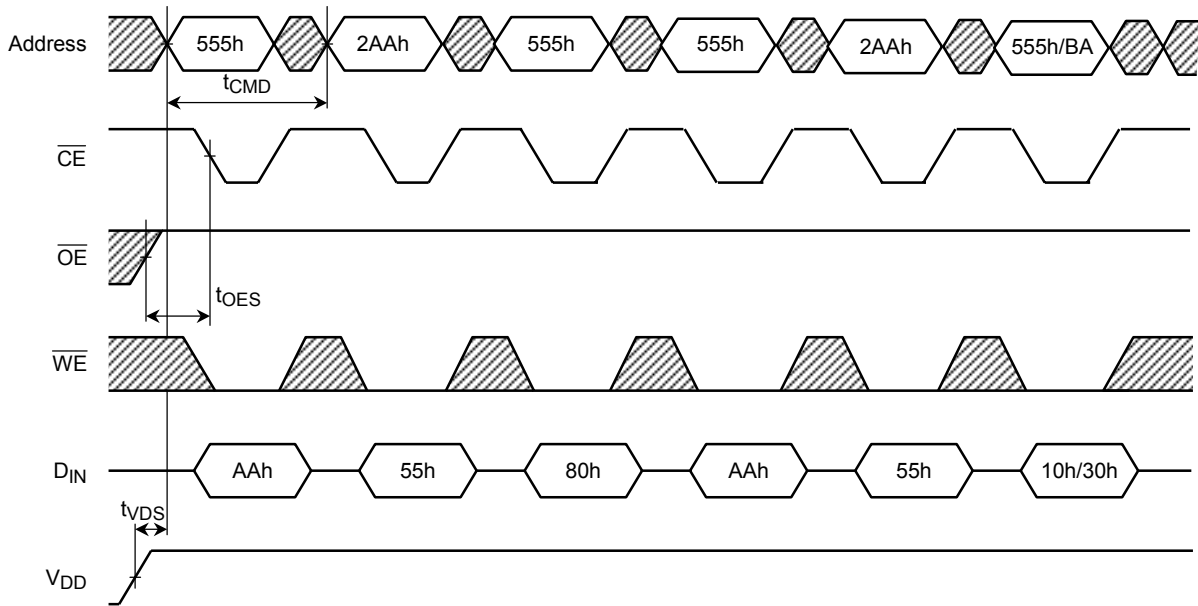 Address 555h 2AAh 555h 555h 2AAh 555h/BA
tCMD
CE
OE
tOES
WE
DIN AAh 55h 80h AAh 55h 10h/30h
tVDS
VDD